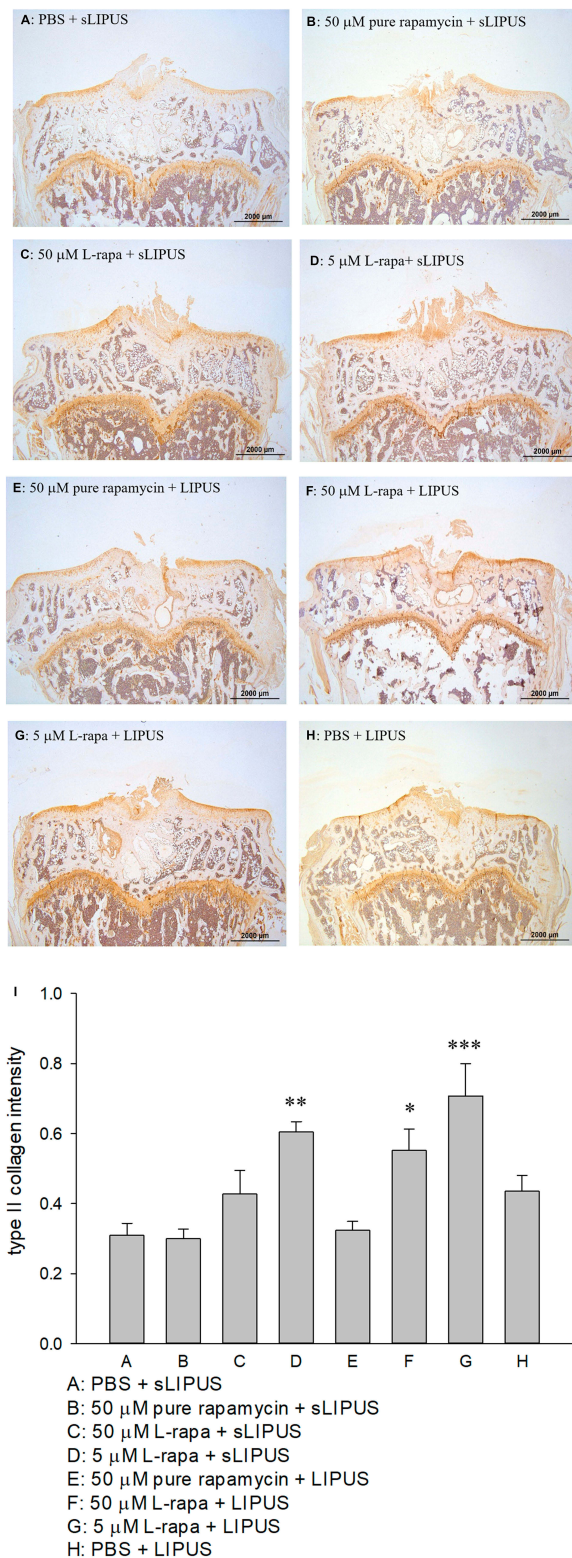 A: PBS + sLIPUS
B: 50 μM pure rapamycin + sLIPUS
2000 μm
2000 μm
C: 50 μM L-rapa + sLIPUS
D: 5 μM L-rapa+ sLIPUS
2000 μm
2000 μm
E: 50 μM pure rapamycin + LIPUS
F: 50 μM L-rapa + LIPUS
2000 μm
2000 μm
G: 5 μM L-rapa + LIPUS
H: PBS + LIPUS
2000 μm
2000 μm
I
type II collagen intensity
1.0
0.8
0.6
0.4
0.2
0.0
**
*
***
A B C D E F G H
A: PBS + sLIPUS
B: 50 μM pure rapamycin + sLIPUS
C: 50 μM L-rapa + sLIPUS
D: 5 μM L-rapa + sLIPUS
E: 50 μM pure rapamycin + LIPUS
F: 50 μM L-rapa + LIPUS
G: 5 μM L-rapa + LIPUS
H: PBS + LIPUS